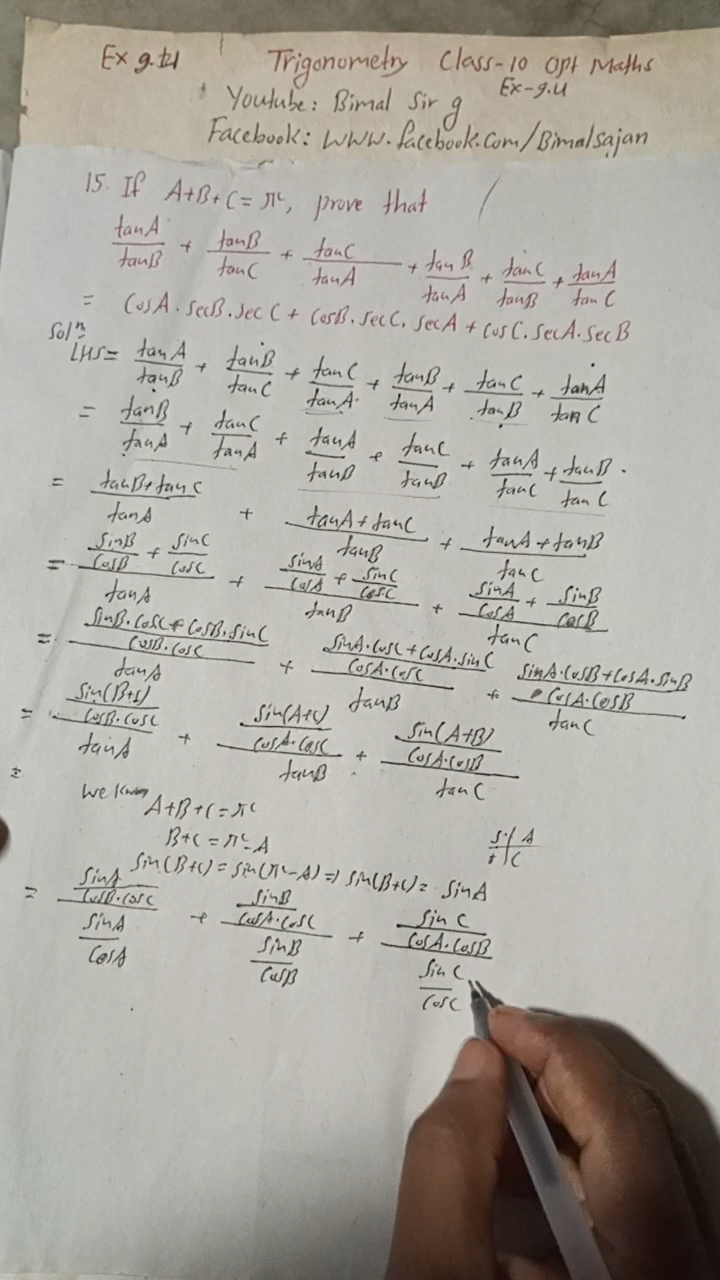 Ex 9.4 Trigonometry Class-10 Opt Maths
Ex-9.4
Youtube: Bimal Sir g
Facebook: WWW.facebook.Com/Bimalsajan
15. If A+B+C = πᶜ, prove that
tanA/tanB + tanB/tanC + tanC/tanA + tanB/tanA + tanC/tanB + tanA/tanC
= CosA·SecB·SecC + CosB·SecC·SecA + CosC·SecA·SecB
Solⁿ
LHS = tanA/tanB + tanB/tanC + tanC/tanA + tanB/tanA + tanC/tanB + tanA/tanC
= tanB/tanA + tanC/tanA + tanA/tanB + tanC/tanB + tanA/tanC + tanB/tanC
= (tanB+tanC)/tanA + (tanA+tanC)/tanB + (tanA+tanB)/tanC
= (SinB/CosB + SinC/CosC)/tanA + (SinA/CosA + SinC/CosC)/tanB + (SinA/CosA + SinB/CosB)/tanC
= ((SinB·CosC+CosB·SinC)/(CosB·CosC))/tanA + ((SinA·CosC+CosA·SinC)/(CosA·CosC))/tanB + ((SinA·CosB+CosA·SinB)/(CosA·CosB))/tanC
= (Sin(B+C)/(CosB·CosC))/tanA + (Sin(A+C)/(CosA·CosC))/tanB + (Sin(A+B)/(CosA·CosB))/tanC
=
We know
A+B+C = πᶜ
B+C = πᶜ-A
S A
t C
Sin(B+C) = Sin(πᶜ-A) ⇒ Sin(B+C) = SinA
= (SinA/(CosB·CosC))/(SinA/CosA) + (SinB/(CosA·CosC))/(SinB/CosB) + (SinC/(CosA·CosB))/(SinC/CosC)